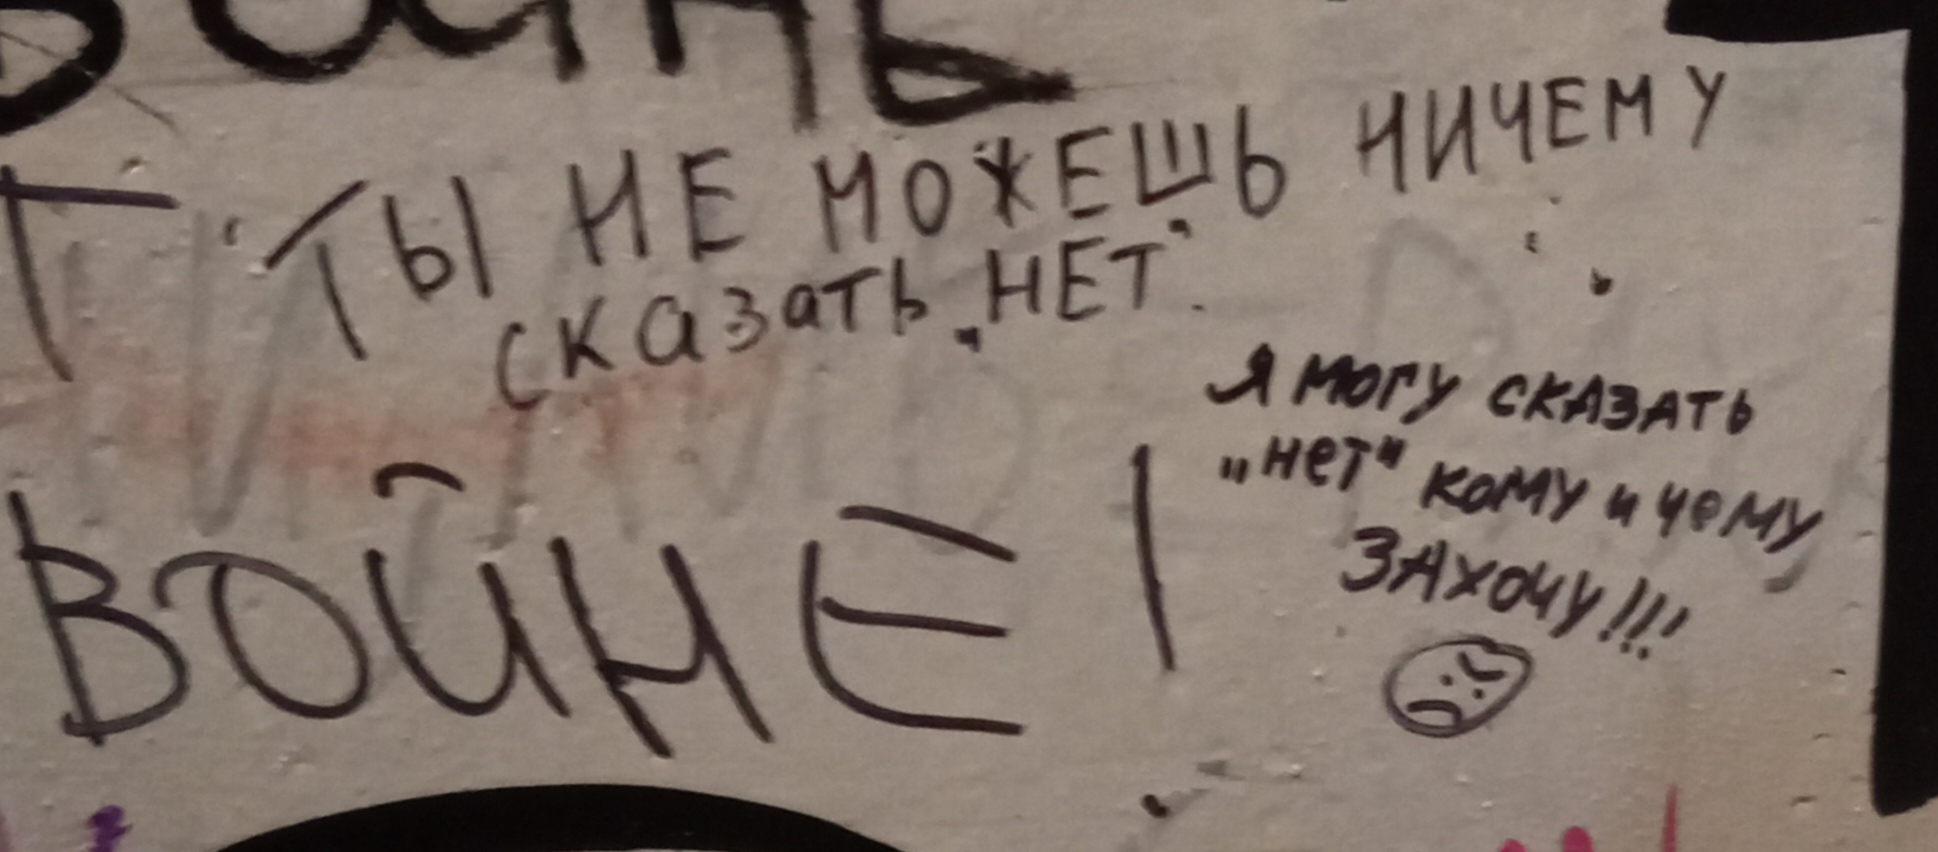 Т
ТЫ НЕ МОЖЕШЬ НИЧЕМУ
сказать НЕТ.
ВОЙНЕ!
Я МОГУ СКАЗАТЬ
„НЕТ" КОМУ И ЧЕМУ
ЗАХОЧУ!!!